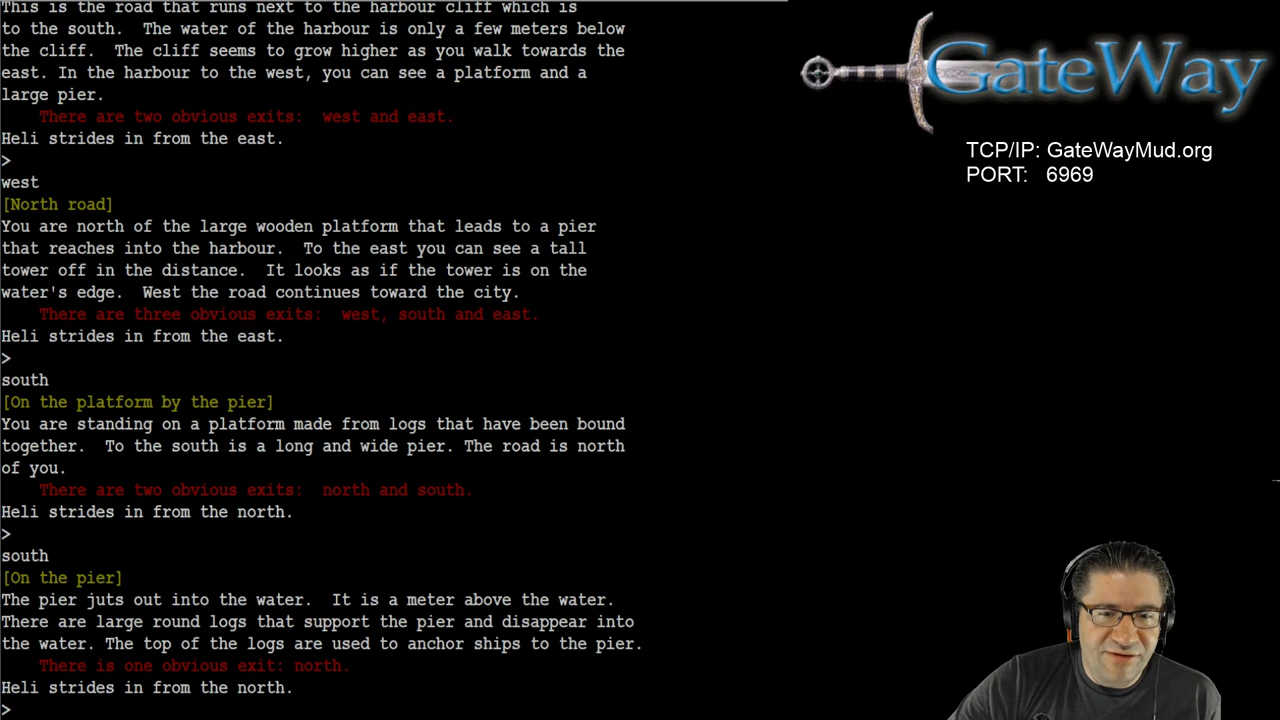 This is the road that runs next to the harbour cliff which is
to the south.  The water of the harbour is only a few meters below
the cliff.  The cliff seems to grow higher as you walk towards the
east. In the harbour to the west, you can see a platform and a
large pier.
There are two obvious exits:  west and east.
Heli strides in from the east.
>
west
[North road]
You are north of the large wooden platform that leads to a pier
that reaches into the harbour.  To the east you can see a tall
tower off in the distance.  It looks as if the tower is on the
water's edge.  West the road continues toward the city.
There are three obvious exits:  west, south and east.
Heli strides in from the east.
>
south
[On the platform by the pier]
You are standing on a platform made from logs that have been bound
together.  To the south is a long and wide pier. The road is north
of you.
There are two obvious exits:  north and south.
Heli strides in from the north.
>
south
[On the pier]
The pier juts out into the water.  It is a meter above the water.
There are large round logs that support the pier and disappear into
the water. The top of the logs are used to anchor ships to the pier.
There is one obvious exit: north.
Heli strides in from the north.
>
GateWay
TCP/IP: GateWayMud.org
PORT:   6969